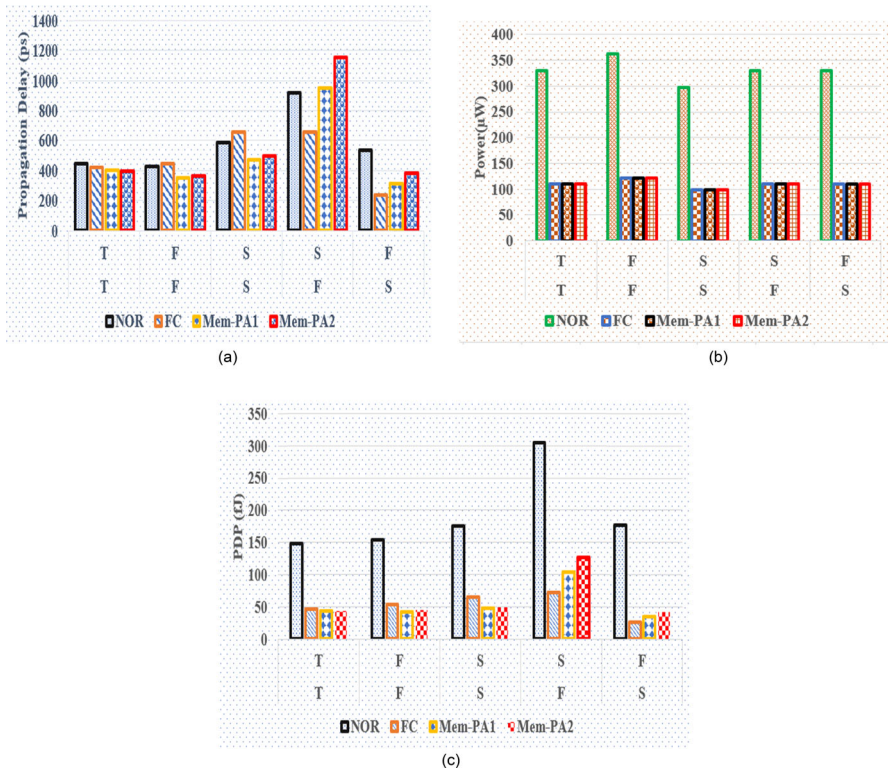 1400
1200
1000
800
600
400
200
0
Propagation Delay (ps)
T F S S F
T F S F S
NOR FC Mem-PA1 Mem-PA2
(a)
400
350
300
250
200
150
100
50
0
Power(µW)
T F S S F
T F S F S
NOR FC Mem-PA1 Mem-PA2
(b)
350
300
250
200
150
100
50
0
PDP (fJ)
T F S S F
T F S F S
NOR FC Mem-PA1 Mem-PA2
(c)